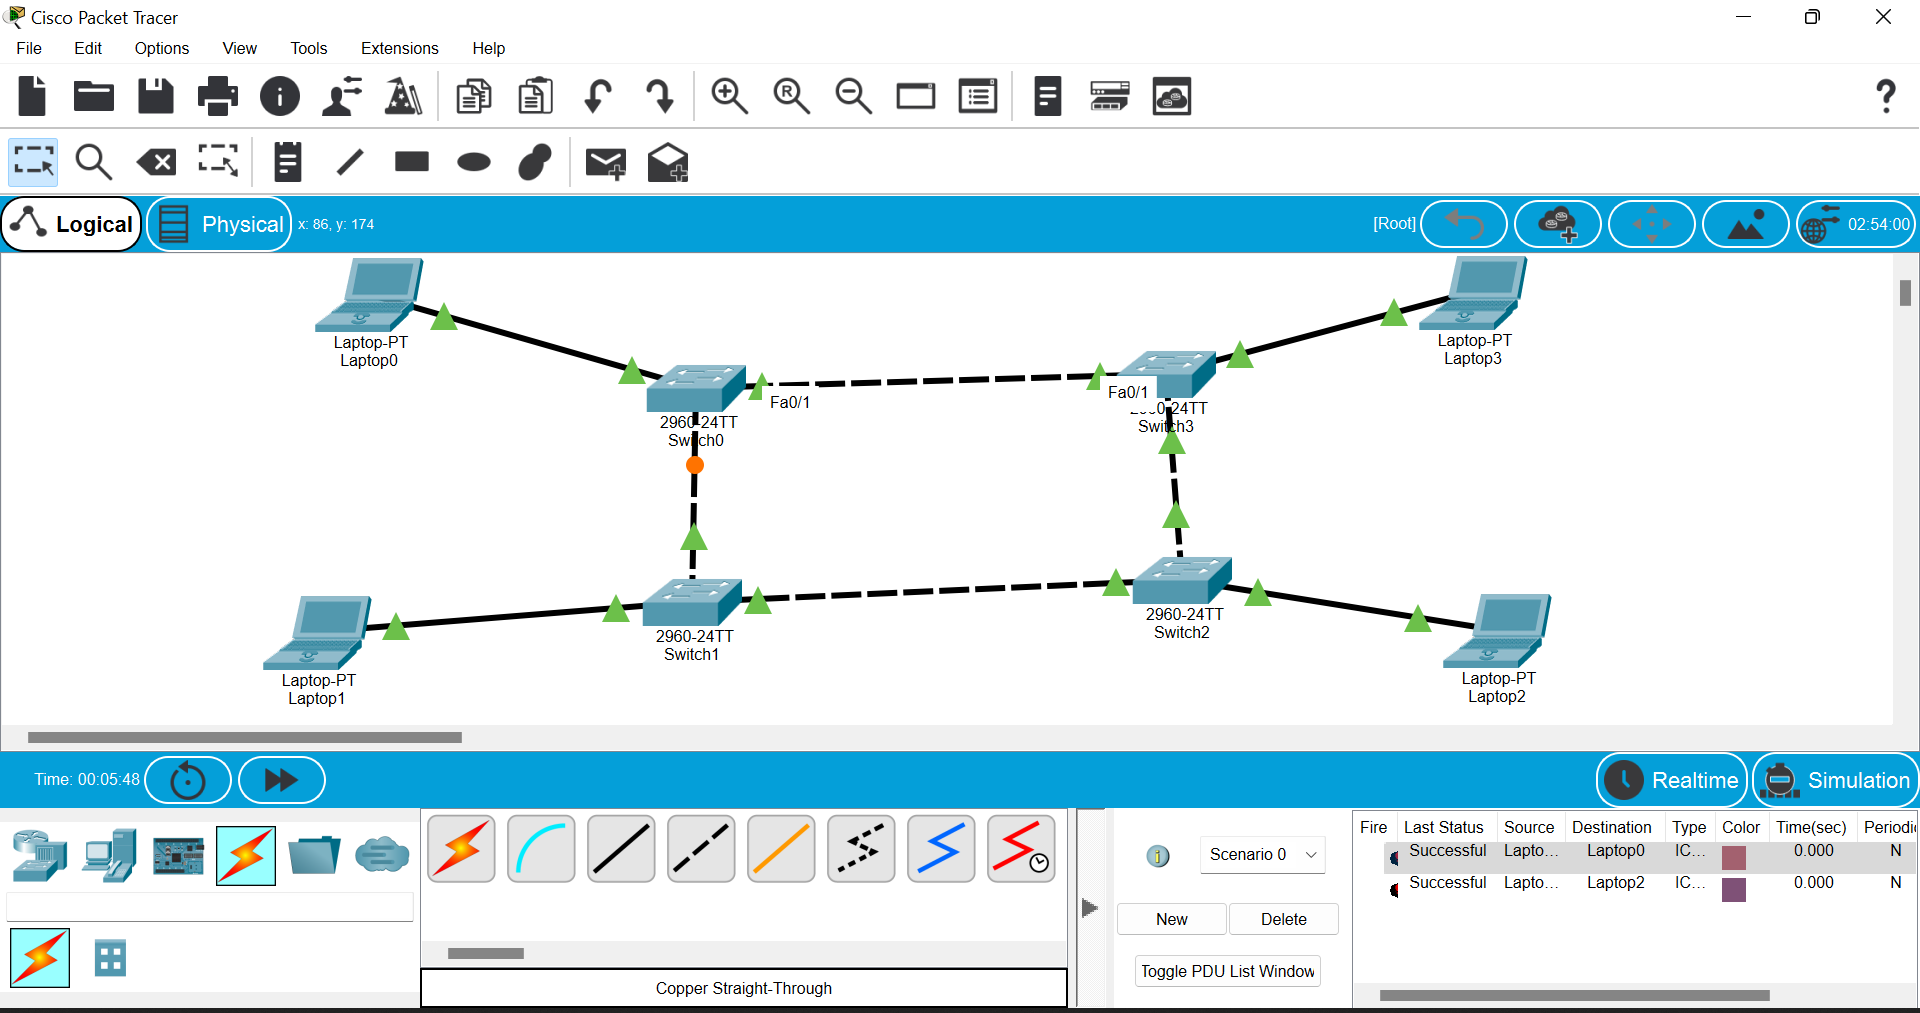 Cisco Packet Tracer
File Edit Options View Tools Extensions Help
Logical Physical x: 86, y: 174 [Root] 02:54:00
Laptop-PT
Laptop0
Laptop-PT
Laptop3
Fa0/1
2960-24TT
Switch0
Fa0/1
2960-24TT
Switch3
2960-24TT
Switch1
2960-24TT
Switch2
Laptop-PT
Laptop1
Laptop-PT
Laptop2
Time: 00:05:48 Realtime Simulation
Fire Last Status Source Destination Type Color Time(sec) Periodi
Successful Lapto... Laptop0 IC... 0.000 N
Successful Lapto... Laptop2 IC... 0.000 N
Scenario 0
New Delete
Toggle PDU List Window
Copper Straight-Through